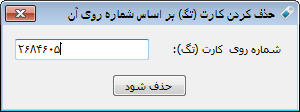 حذف کردن کارت (تگ) بر اساس شماره روی آن
شماره روی کارت (تگ):
۲۶۸۴۶۰۵
حذف شود